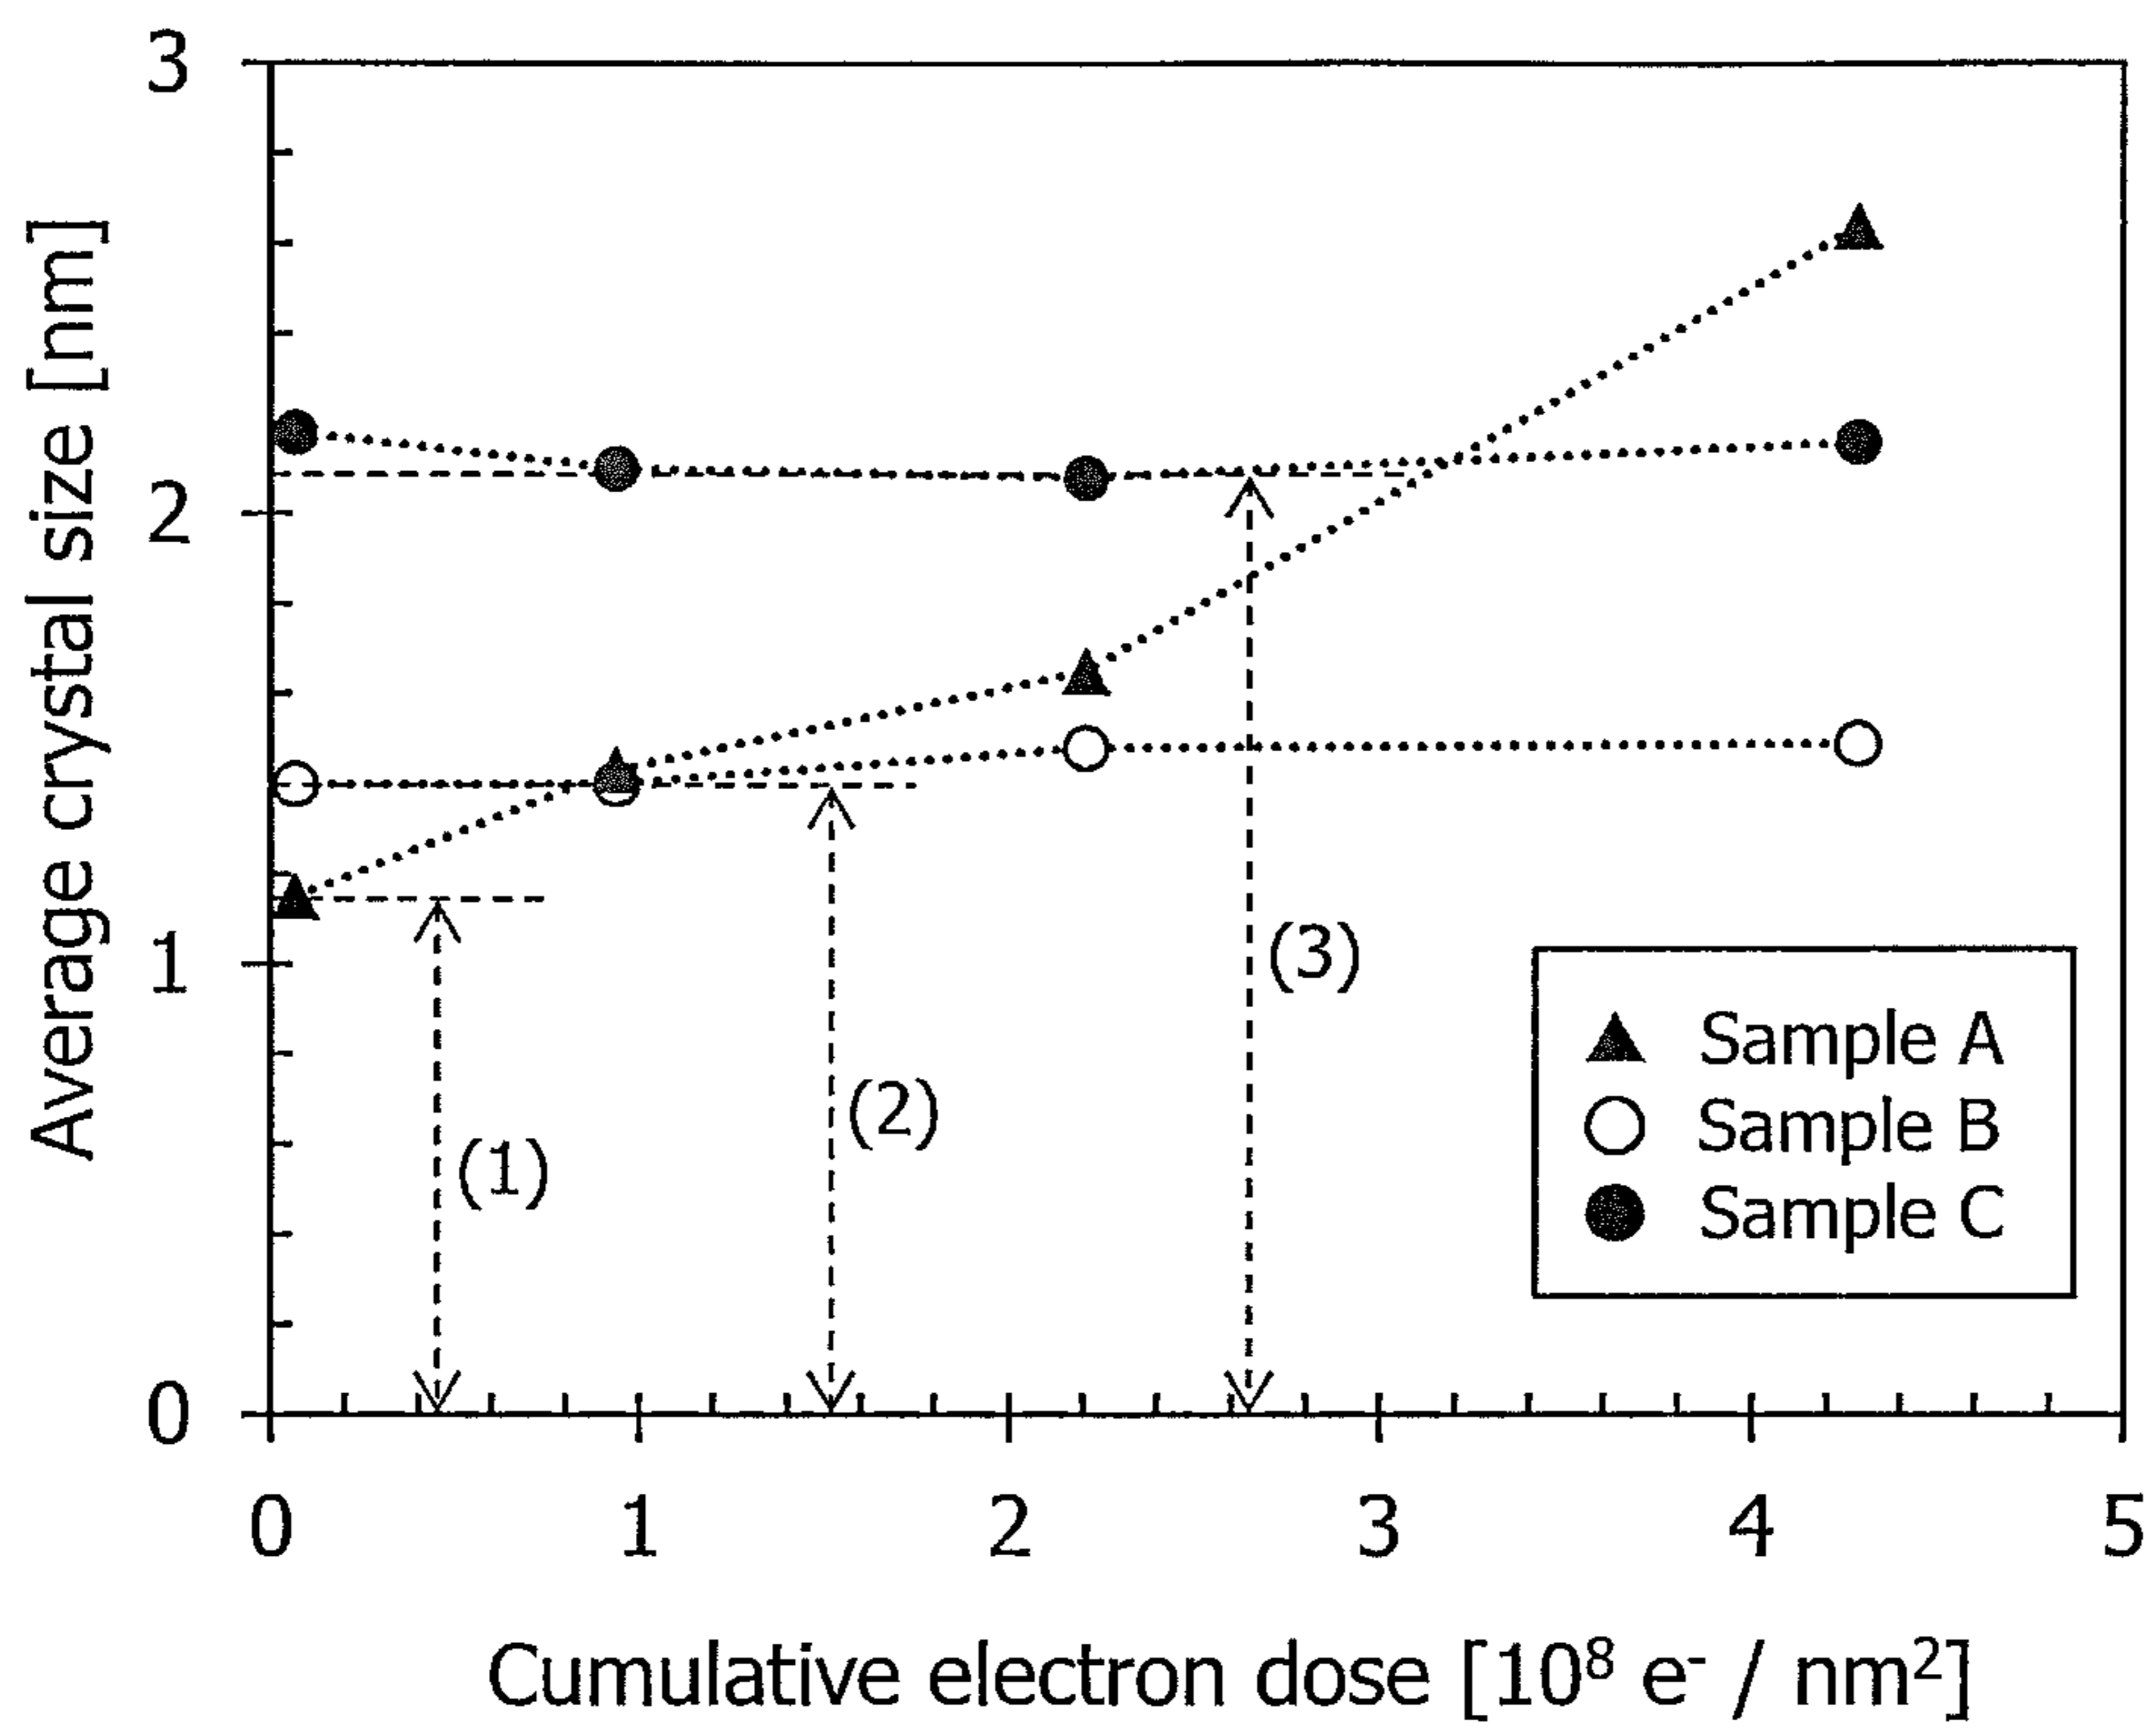 Average crystal size [nm]
3
2
1
0
(1)
(2)
(3)
Sample A
Sample B
Sample C
0 1 2 3 4 5
Cumulative electron dose [10⁸ e⁻ / nm²]